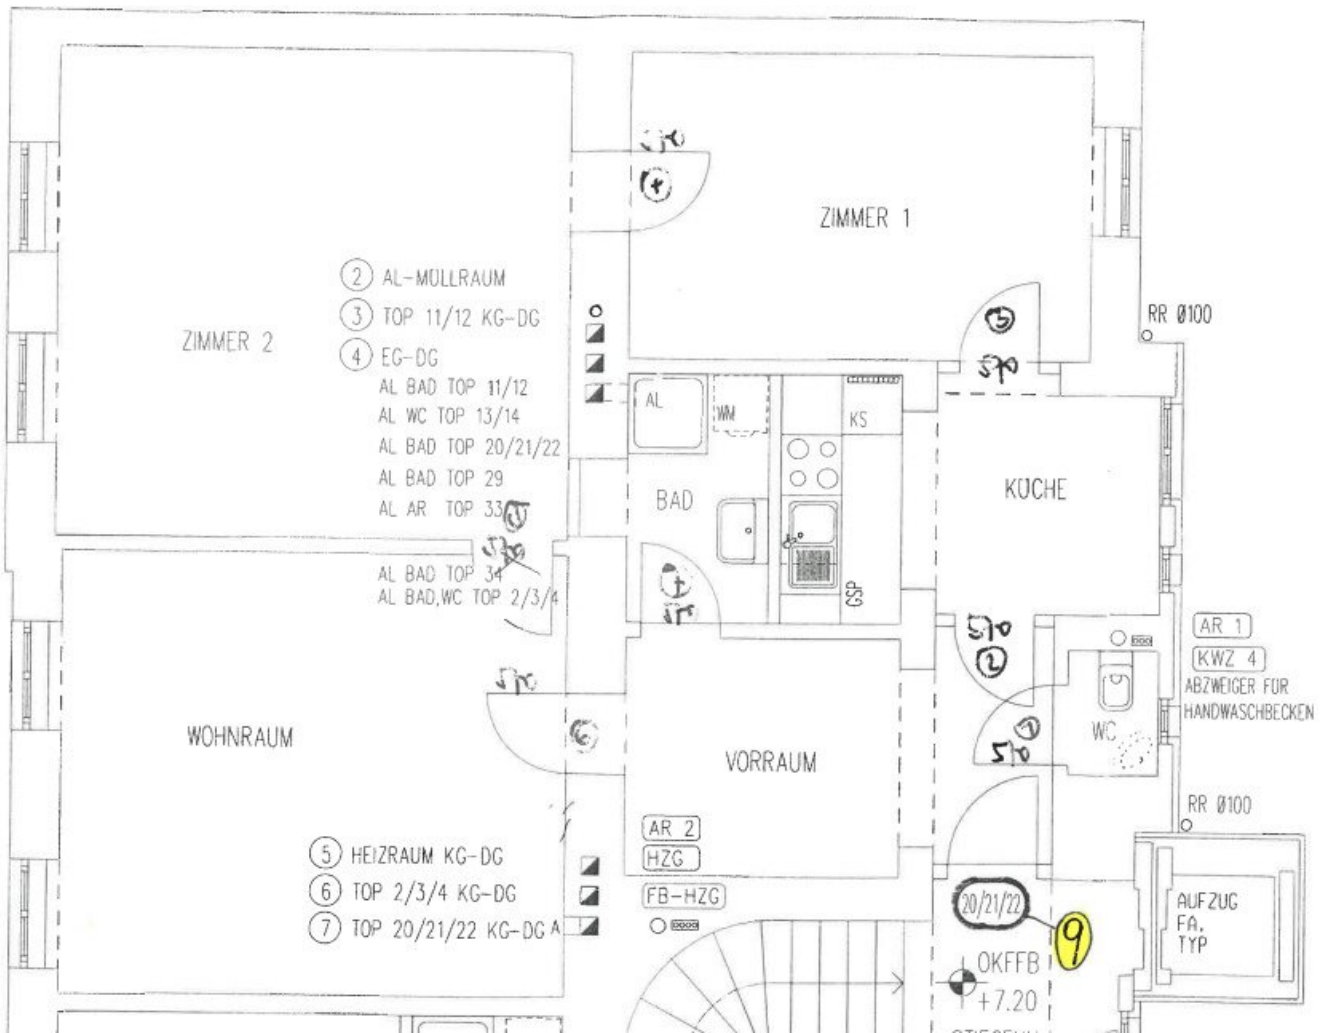 ZIMMER 1
② AL-MÜLLRAUM
③ TOP 11/12 KG-DG
④ EG-DG
AL BAD TOP 11/12
AL WC TOP 13/14
AL BAD TOP 20/21/22
AL BAD TOP 29
AL AR TOP 33
AL BAD TOP 34
AL BAD,WC TOP 2/3/4
ZIMMER 2
③
RR Ø100
AL
WM
KS
BAD
KÜCHE
GSP
②
AR 1
KWZ 4
ABZWEIGER FÜR
HANDWASCHBECKEN
WC
WOHNRAUM
VORRAUM
RR Ø100
⑤ HEIZRAUM KG-DG
⑥ TOP 2/3/4 KG-DG
⑦ TOP 20/21/22 KG-DG A
AR 2
HZG
FB-HZG
20/21/22
9
AUFZUG
FA.
TYP
OKFFB
+7.20